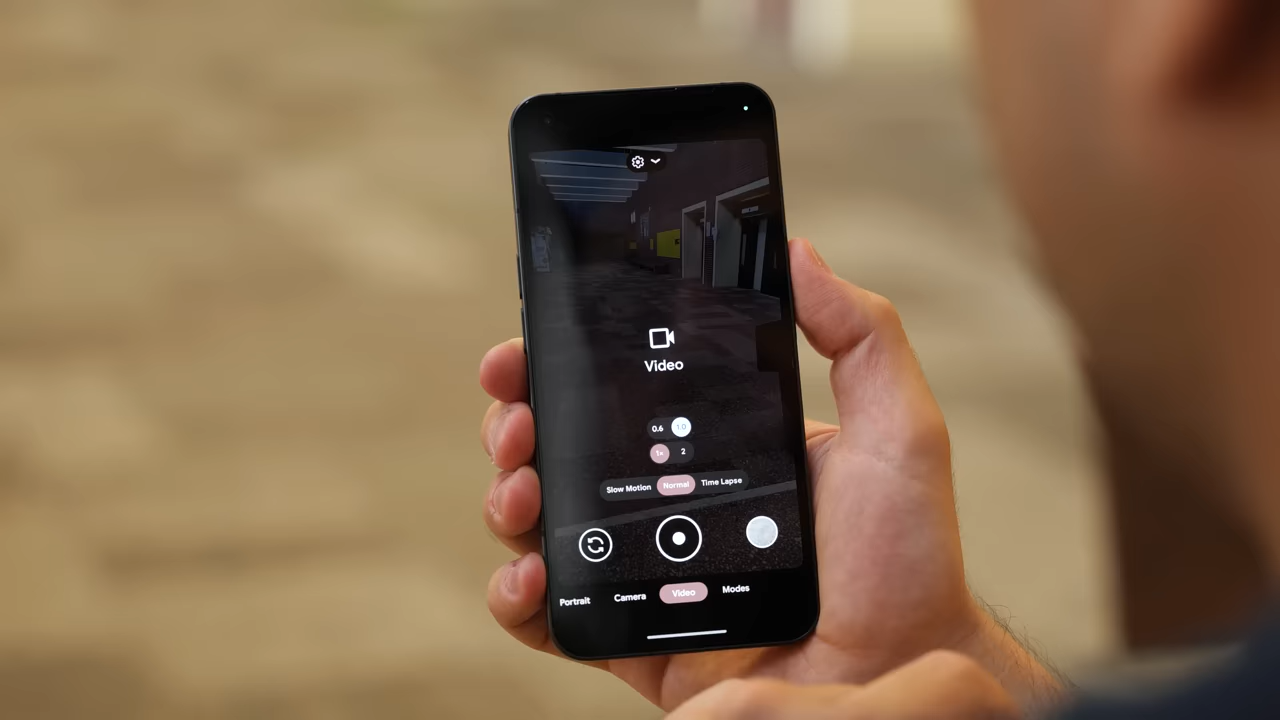 Video
0.6 1.0
1x 2
Slow Motion Normal Time Lapse
Portrait Camera Video Modes